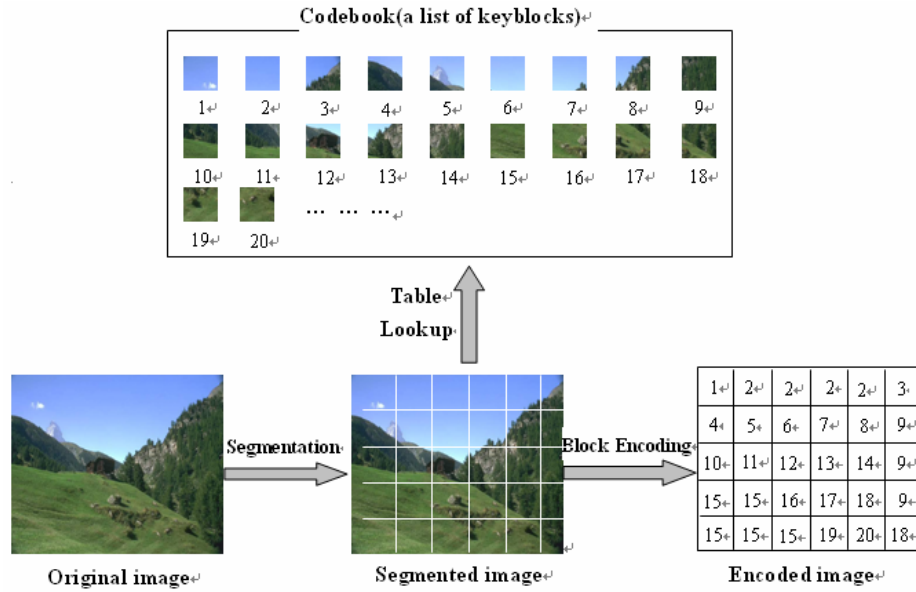 Codebook(a list of keyblocks)↵
1↵ 2↵ 3↵ 4↵ 5↵ 6↵ 7↵ 8↵ 9↵
10↵ 11↵ 12↵ 13↵ 14↵ 15↵ 16↵ 17↵ 18↵
... ... ...↵
19↵ 20↵
Table↵
Lookup↵
Segmentation↵
Block Encoding↵
1↵ 2↵ 2↵ 2↵ 2↵ 3↵
4↵ 5↵ 6↵ 7↵ 8↵ 9↵
10↵ 11↵ 12↵ 13↵ 14↵ 9↵
15↵ 15↵ 16↵ 17↵ 18↵ 9↵
15↵ 15↵ 15↵ 19↵ 20↵ 18↵
Original image↵
Segmented image↵
Encoded image↵